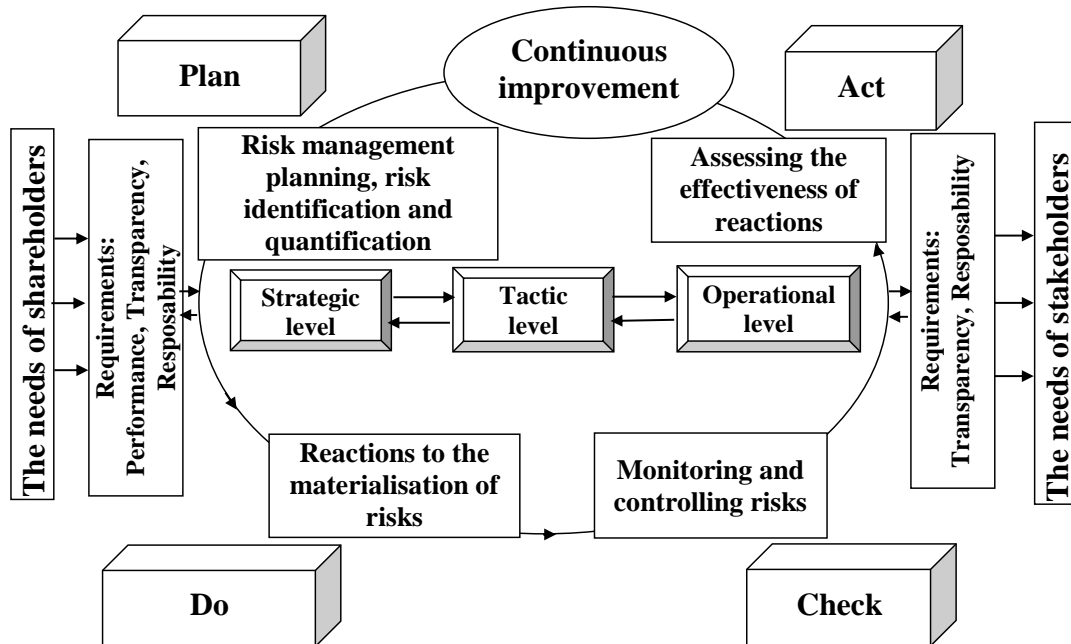 Plan
Continuous
improvement
Act
The needs of shareholders
Requirements:
Performance, Transparency,
Resposability
Risk management
planning, risk
identification and
quantification
Assessing the
effectiveness of
reactions
Requirements:
Transparency, Resposability
The needs of stakeholders
Strategic
level
Tactic
level
Operational
level
Reactions to the
materialisation of
risks
Monitoring and
controlling risks
Do
Check